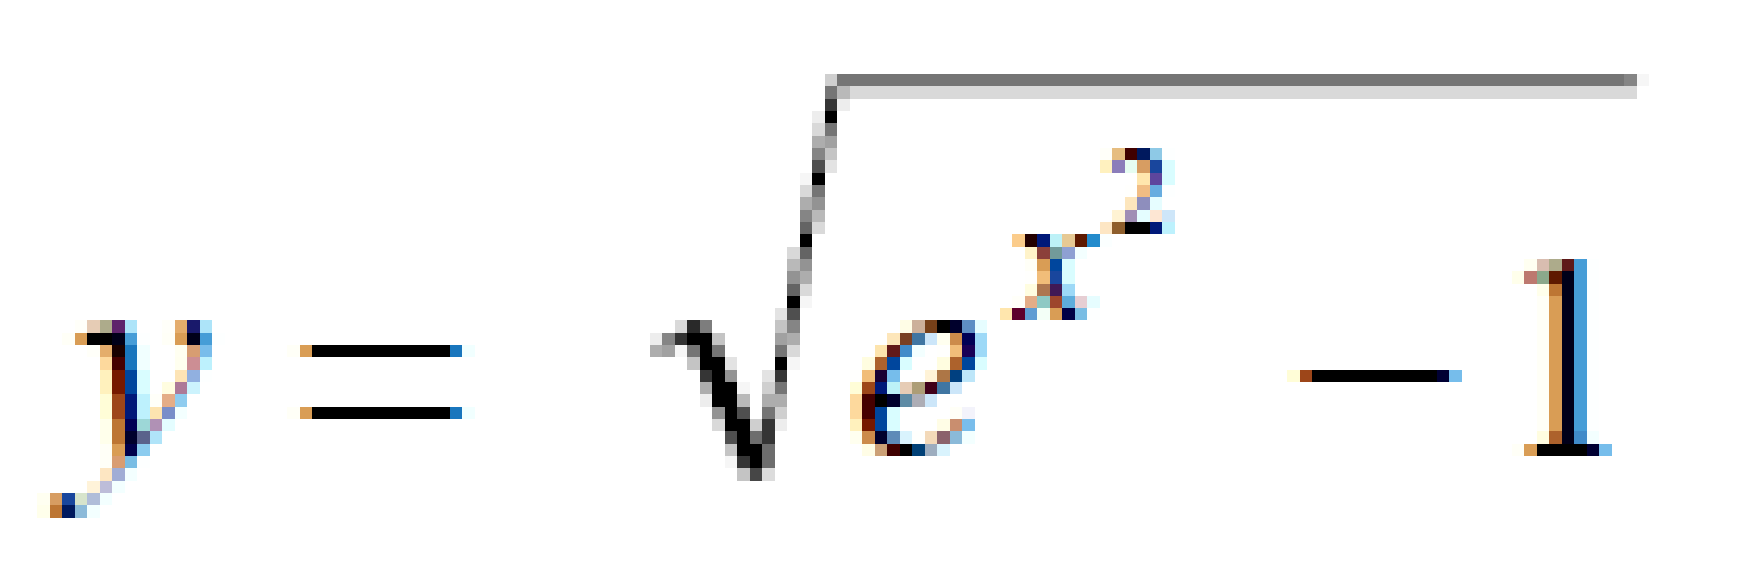 y = √(e^{x^2} − 1)